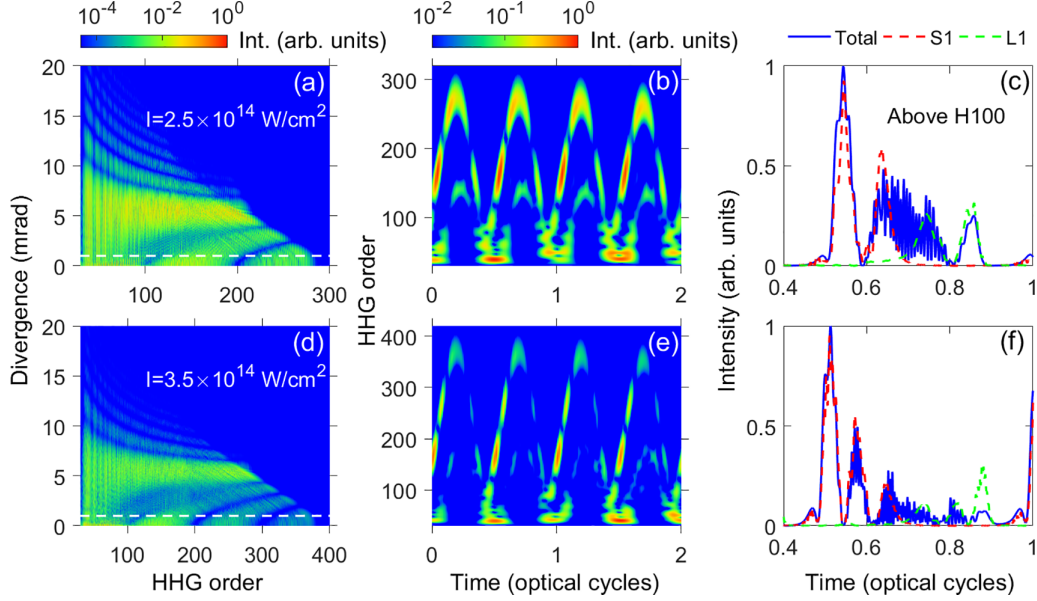 10^-4 10^-2 10^0
Int. (arb. units)
10^-2 10^-1 10^0
Int. (arb. units)
Total S1 L1
(a)
I=2.5×10^14 W/cm^2
20
15
10
5
0
100 200 300
(b)
300
200
100
0 1 2
(c)
Above H100
1
0.5
0
0.4 0.6 0.8 1
Divergence (mrad)
HHG order
Intensity (arb. units)
(d)
I=3.5×10^14 W/cm^2
20
15
10
5
0
100 200 300 400
HHG order
(e)
400
300
200
100
0 1 2
Time (optical cycles)
(f)
1
0.5
0
0.4 0.6 0.8 1
Time (optical cycles)